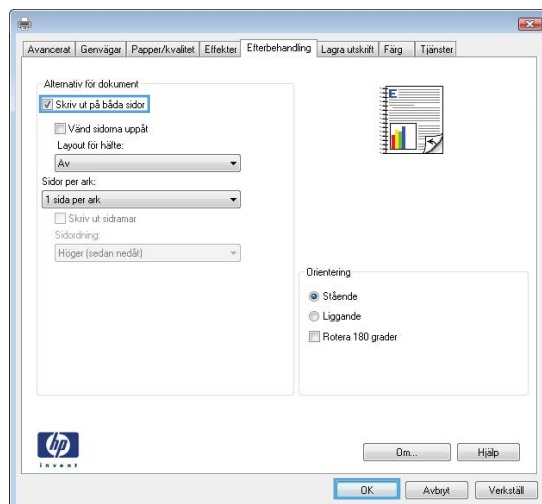 Avancerat Genvägar Papper/kvalitet Effekter Efterbehandling Lagra utskrift Färg Tjänster
Alternativ för dokument
Skriv ut på båda sidor
Vänd sidorna uppåt
Layout för häfte:
Av
Sidor per ark:
1 sida per ark
Skriv ut sidramar
Sidordning:
Höger (sedan nedåt)
E
Orientering
Stående
Liggande
Rotera 180 grader
hp
invent
Om... Hjälp
OK Avbryt Verkställ